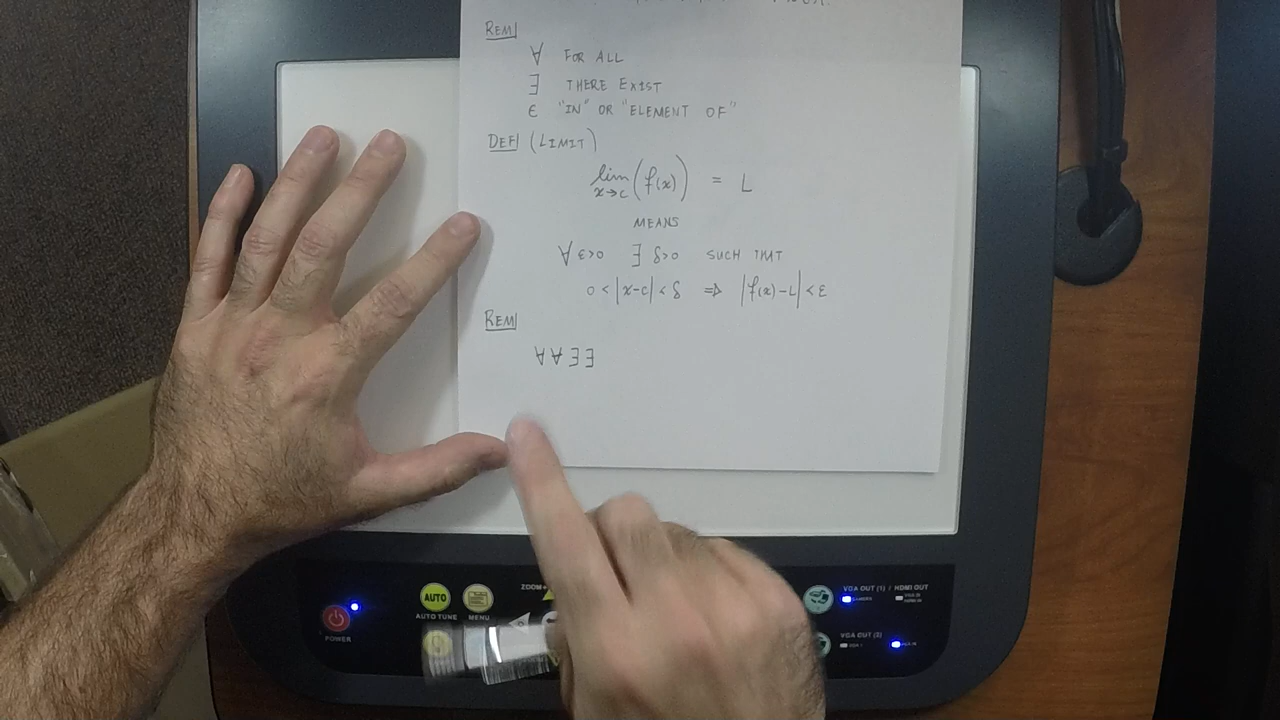 REM
∀ FOR ALL
∃ THERE EXIST
ϵ "IN" OR "ELEMENT OF"
DEF (LIMIT)
lim x→c (f(x)) = L
MEANS
∀ ε>0 ∃ δ>0 SUCH THAT
0 < |x-c| < δ ⇒ |f(x)-L| < ε
REM
∀ ∀ ∃ ∃
ZOOM+
AUTO
AUTO TUNE
MENU
POWER
VGA OUT (1) / HDMI OUT
VGA OUT (2)